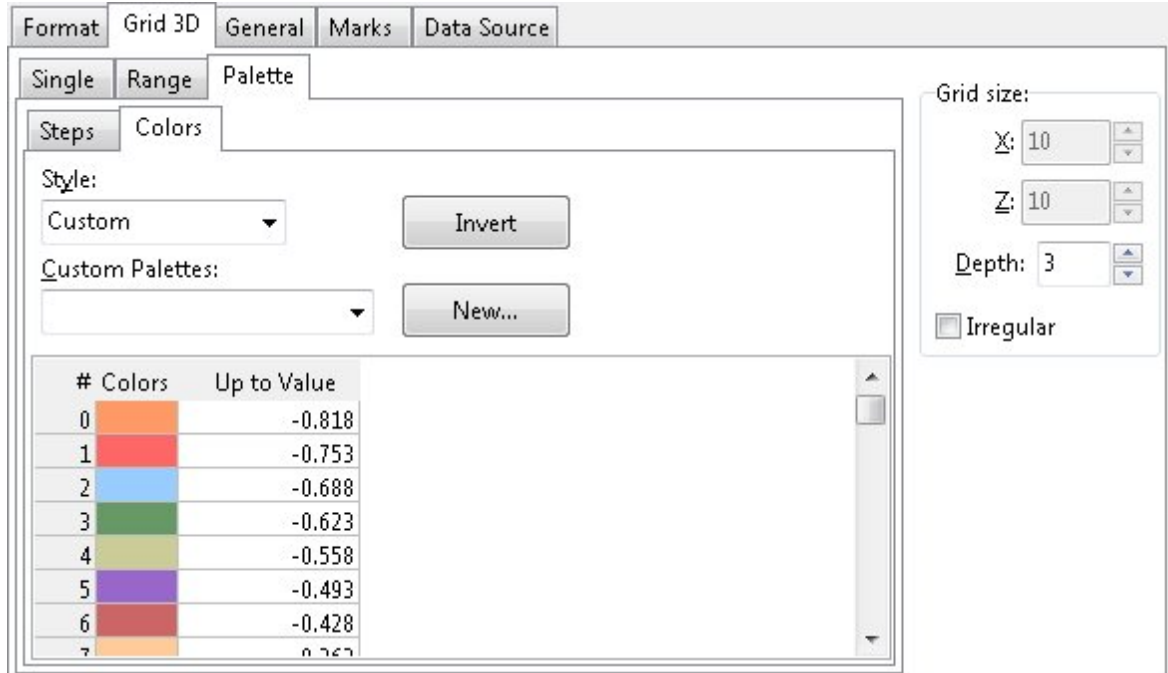 Format Grid 3D General Marks Data Source
Single Range Palette
Steps Colors
Style:
Custom Invert
Custom Palettes:
New...
# Colors Up to Value
0 -0.818
1 -0.753
2 -0.688
3 -0.623
4 -0.558
5 -0.493
6 -0.428
7
Grid size:
X: 10
Z: 10
Depth: 3
Irregular